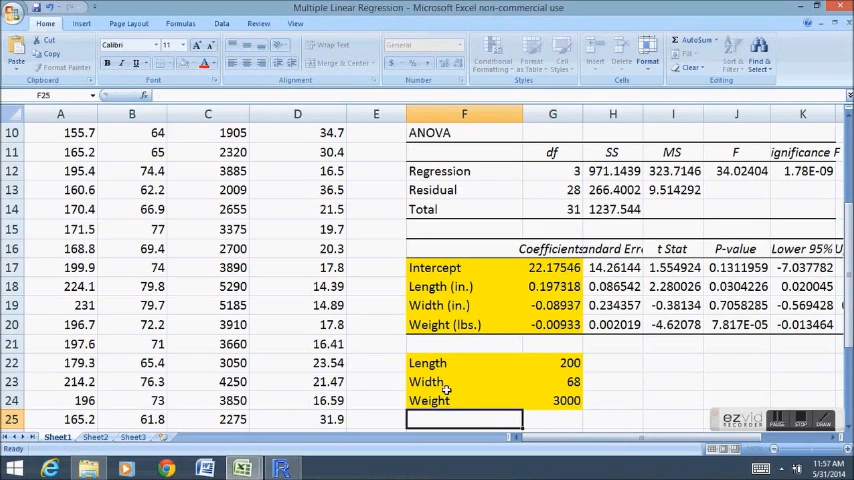 Multiple Linear Regression - Microsoft Excel non-commercial use
Home Insert Page Layout Formulas Data Review View
Cut
Copy
Format Painter
Paste
Clipboard
Calibri 11
B I U
Font
Wrap Text
Merge & Center
Alignment
General
$ % ,
Number
Conditional Formatting Format as Table Cell Styles
Styles
Insert Delete Format
Cells
AutoSum
Fill
Clear
Sort & Filter Find & Select
Editing
F25 fx
A B C D E F G H I J K
10 155.7 64 1905 34.7 ANOVA
11 165.2 65 2320 30.4 df SS MS F ignificance F
12 195.4 74.4 3885 16.5 Regression 3 971.1439 323.7146 34.02404 1.78E-09
13 160.6 62.2 2009 36.5 Residual 28 266.4002 9.514292
14 170.4 66.9 2655 21.5 Total 31 1237.544
15 171.5 77 3375 19.7
16 168.8 69.4 2700 20.3 Coefficients andard Erro t Stat P-value Lower 95% U
17 199.9 74 3890 17.8 Intercept 22.17546 14.26144 1.554924 0.1311959 -7.037782
18 224.1 79.8 5290 14.39 Length (in.) 0.197318 0.086542 2.280026 0.0304226 0.020045
19 231 79.7 5185 14.89 Width (in.) -0.08937 0.234357 -0.38134 0.7058285 -0.569428
20 196.7 72.2 3910 17.8 Weight (lbs.) -0.00933 0.002019 -4.62078 7.817E-05 -0.013464
21 197.6 71 3660 16.41
22 179.3 65.4 3050 23.54 Length 200
23 214.2 76.3 4250 21.47 Width 68
24 196 73 3850 16.59 Weight 3000
25 165.2 61.8 2275 31.9
ezvid
RECORDER
PAUSE STOP DRAW
Sheet1 Sheet2 Sheet3
Ready
11:57 AM
5/31/2014